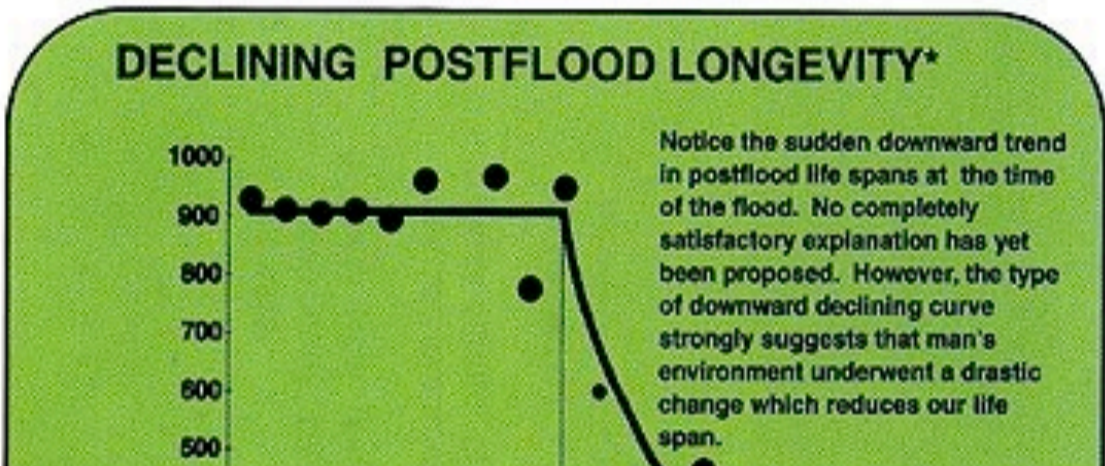 DECLINING POSTFLOOD LONGEVITY*
Notice the sudden downward trend
in postflood life spans at the time
of the flood. No completely
satisfactory explanation has yet
been proposed. However, the type
of downward declining curve
strongly suggests that man's
environment underwent a drastic
change which reduces our life
span.
1000
900
800
700
600
500